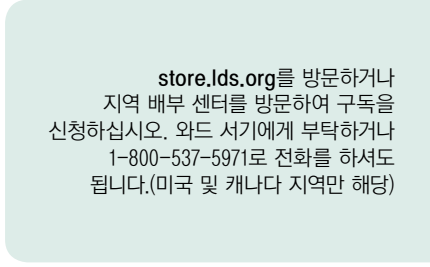 store.lds.org를 방문하거나
지역 배부 센터를 방문하여 구독을
신청하십시오. 와드 서기에게 부탁하거나
1-800-537-5971로 전화를 하셔도
됩니다.(미국 및 캐나다 지역만 해당)